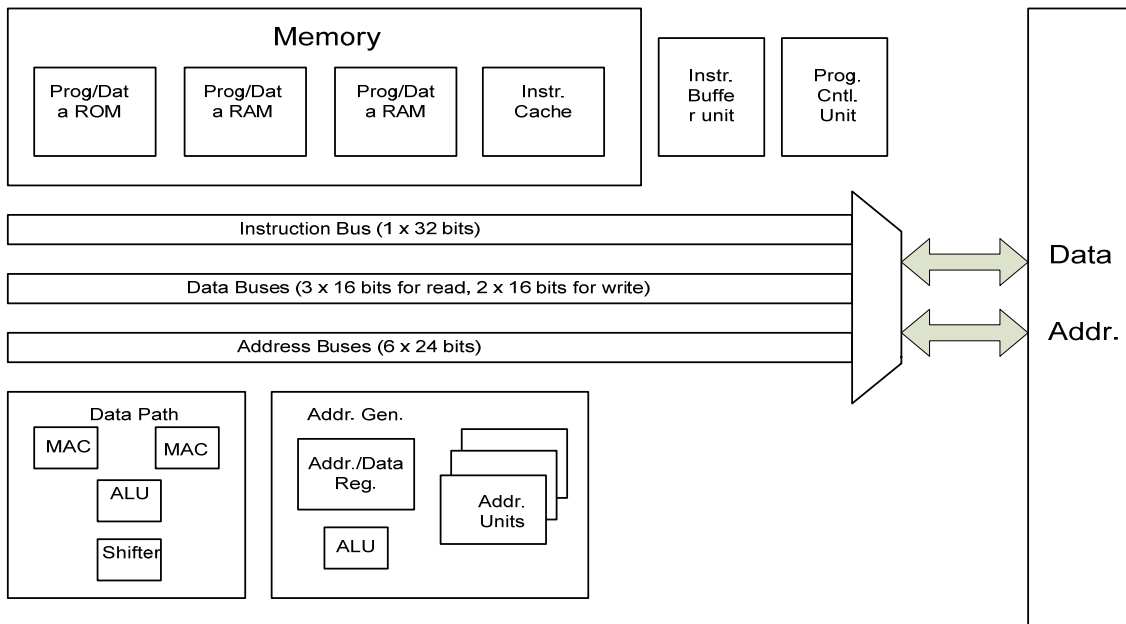 Memory
Prog/Dat
a ROM
Prog/Dat
a RAM
Prog/Dat
a RAM
Instr.
Cache
Instr.
Buffe
r unit
Prog.
Cntl.
Unit
Instruction Bus (1 x 32 bits)
Data Buses (3 x 16 bits for read, 2 x 16 bits for write)
Address Buses (6 x 24 bits)
Data
Addr.
Data Path
MAC
MAC
ALU
Shifter
Addr. Gen.
Addr./Data
Reg.
ALU
Addr.
Units